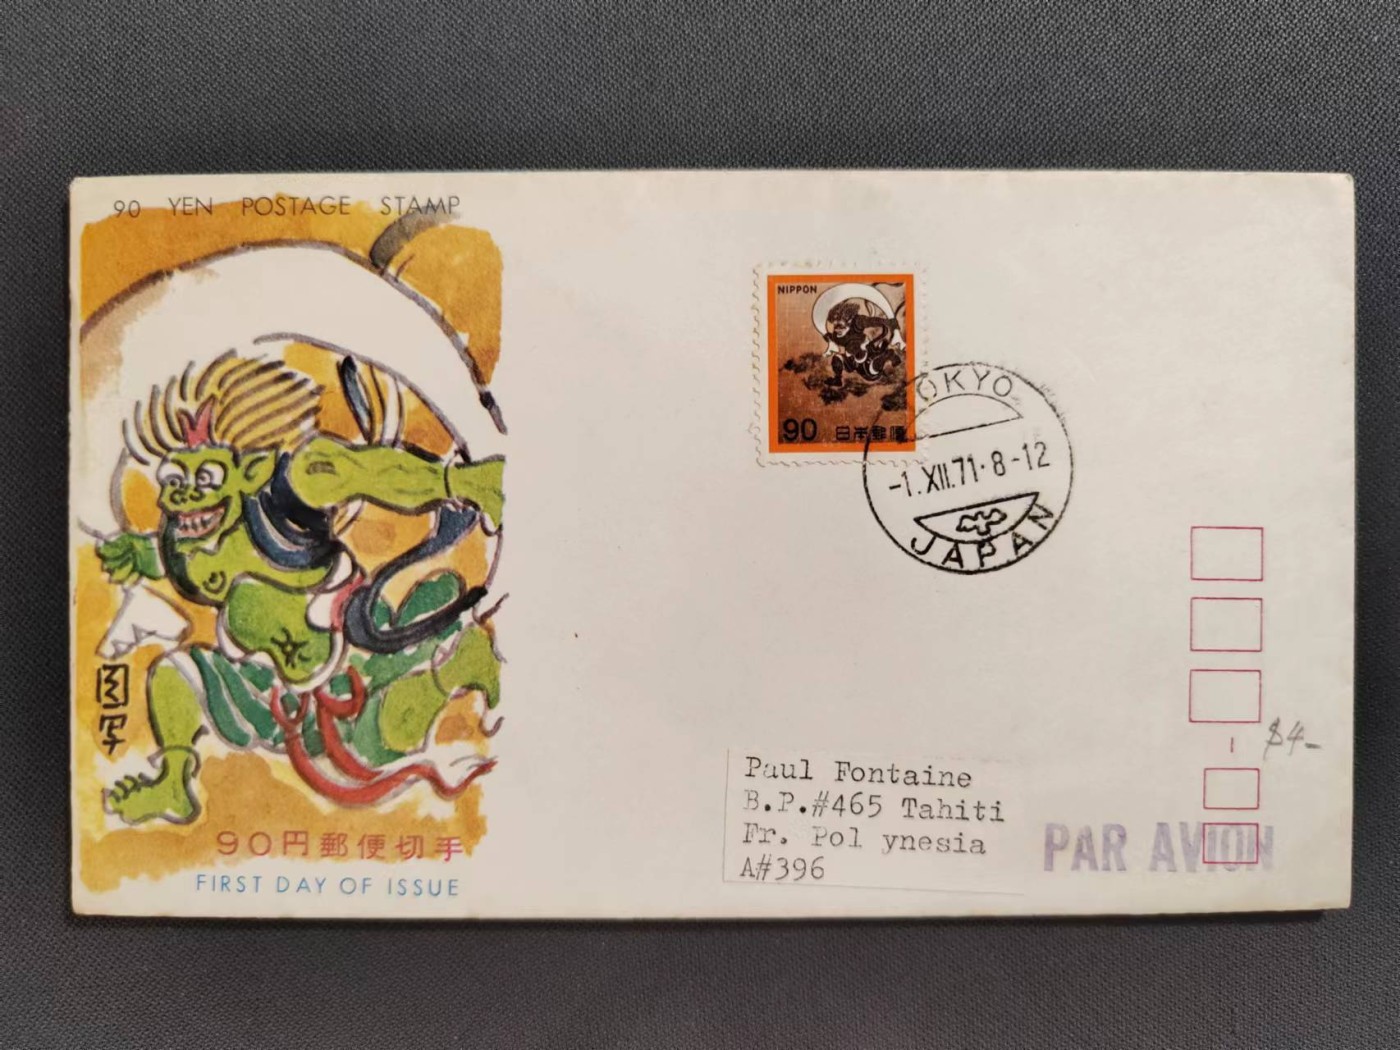 90 YEN POSTAGE STAMP
NIPPON
90 日本郵便
TOKYO
-1.XII.71.8-12
JAPAN
Paul Fontaine
B.P.#465 Tahiti
Fr. Pol ynesia
A#396
PAR AVION
$4-
90円郵便切手
FIRST DAY OF ISSUE